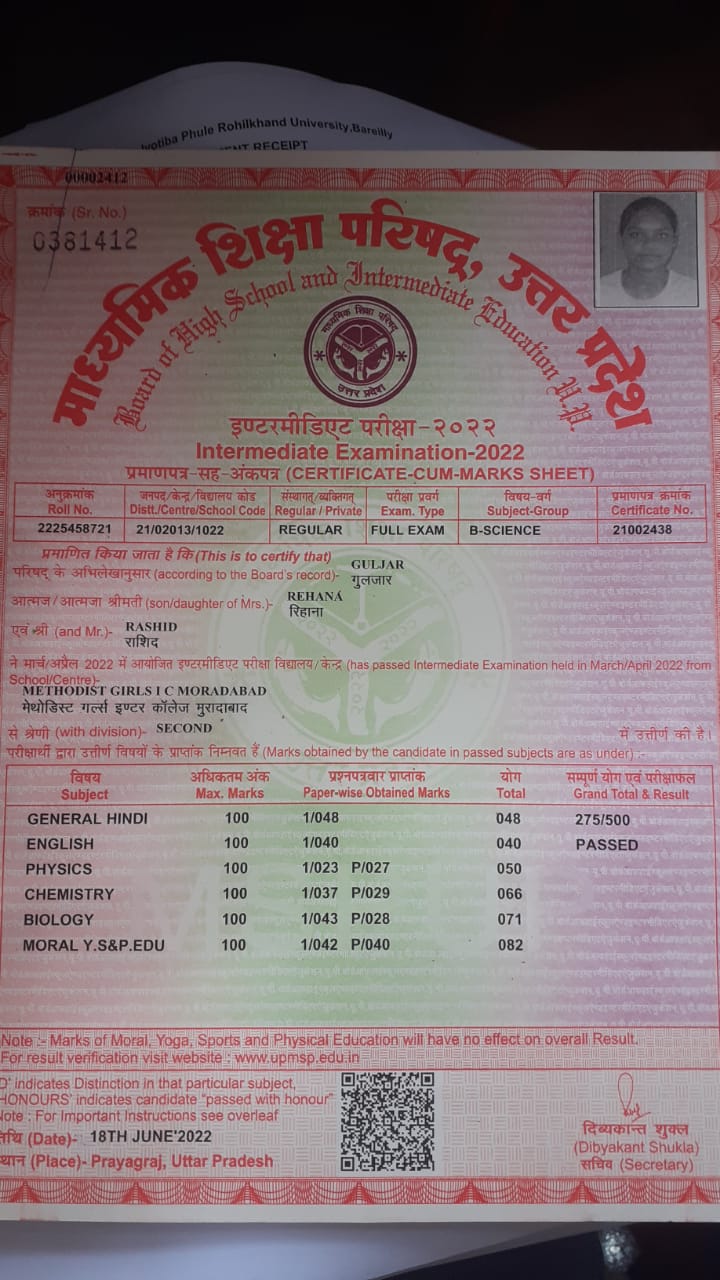 Jyotiba Phule Rohilkhand University,Bareilly
RECEIPT
00002412
क्रमांक (Sr. No.)
0381412
माध्यमिक शिक्षा परिषद्, उत्तर प्रदेश
Board of High School and Intermediate Education U.P.
माध्यमिक शिक्षा परिषद्
उत्तर प्रदेश
इण्टरमीडिएट परीक्षा-२०२२
Intermediate Examination-2022
प्रमाणपत्र-सह-अंकपत्र (CERTIFICATE-CUM-MARKS SHEET)
अनुक्रमांक जनपद/केन्द्र/विद्यालय कोड संस्थागत/व्यक्तिगत परीक्षा प्रवर्ग विषय-वर्ग प्रमाणपत्र क्रमांक
Roll No. Distt./Centre/School Code Regular / Private Exam. Type Subject-Group Certificate No.
2225458721 21/02013/1022 REGULAR FULL EXAM B-SCIENCE 21002438
प्रमाणित किया जाता है कि (This is to certify that)
GULJAR
परिषद् के अभिलेखानुसार (according to the Board's record)- गुलजार
REHANA
आत्मज/आत्मजा श्रीमती (son/daughter of Mrs.)- रिहाना
एवं श्री (and Mr.)- RASHID
राशिद
ने मार्च/अप्रैल 2022 में आयोजित इण्टरमीडिएट परीक्षा विद्यालय/केन्द्र (has passed Intermediate Examination held in March/April 2022 from
School/Centre)-
METHODIST GIRLS I C MORADABAD
मेथोडिस्ट गर्ल्स इण्टर कॉलेज मुरादाबाद
से श्रेणी (with division)- SECOND में उत्तीर्ण की है।
परीक्षार्थी द्वारा उत्तीर्ण विषयों के प्राप्तांक निम्नवत् हैं (Marks obtained by the candidate in passed subjects are as under) :-
विषय अधिकतम अंक प्रश्नपत्रवार प्राप्तांक योग सम्पूर्ण योग एवं परीक्षाफल
Subject Max. Marks Paper-wise Obtained Marks Total Grand Total & Result
GENERAL HINDI 100 1/048 048 275/500
ENGLISH 100 1/040 040 PASSED
PHYSICS 100 1/023 P/027 050
CHEMISTRY 100 1/037 P/029 066
BIOLOGY 100 1/043 P/028 071
MORAL Y.S&P.EDU 100 1/042 P/040 082
Note :- Marks of Moral, Yoga, Sports and Physical Education will have no effect on overall Result.
For result verification visit website : www.upmsp.edu.in
D' indicates Distinction in that particular subject,
HONOURS' indicates candidate "passed with honour"
Note : For Important Instructions see overleaf
तिथि (Date)- 18TH JUNE'2022
स्थान (Place)- Prayagraj, Uttar Pradesh
दिव्यकान्त शुक्ल
(Dibyakant Shukla)
सचिव (Secretary)